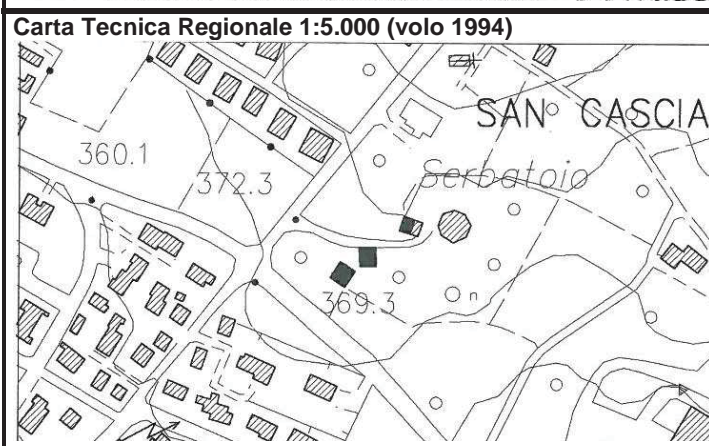 Carta Tecnica Regionale 1:5.000 (volo 1994)
SAN CASCIA
360.1
372.3
Serbatoio
369.3
n